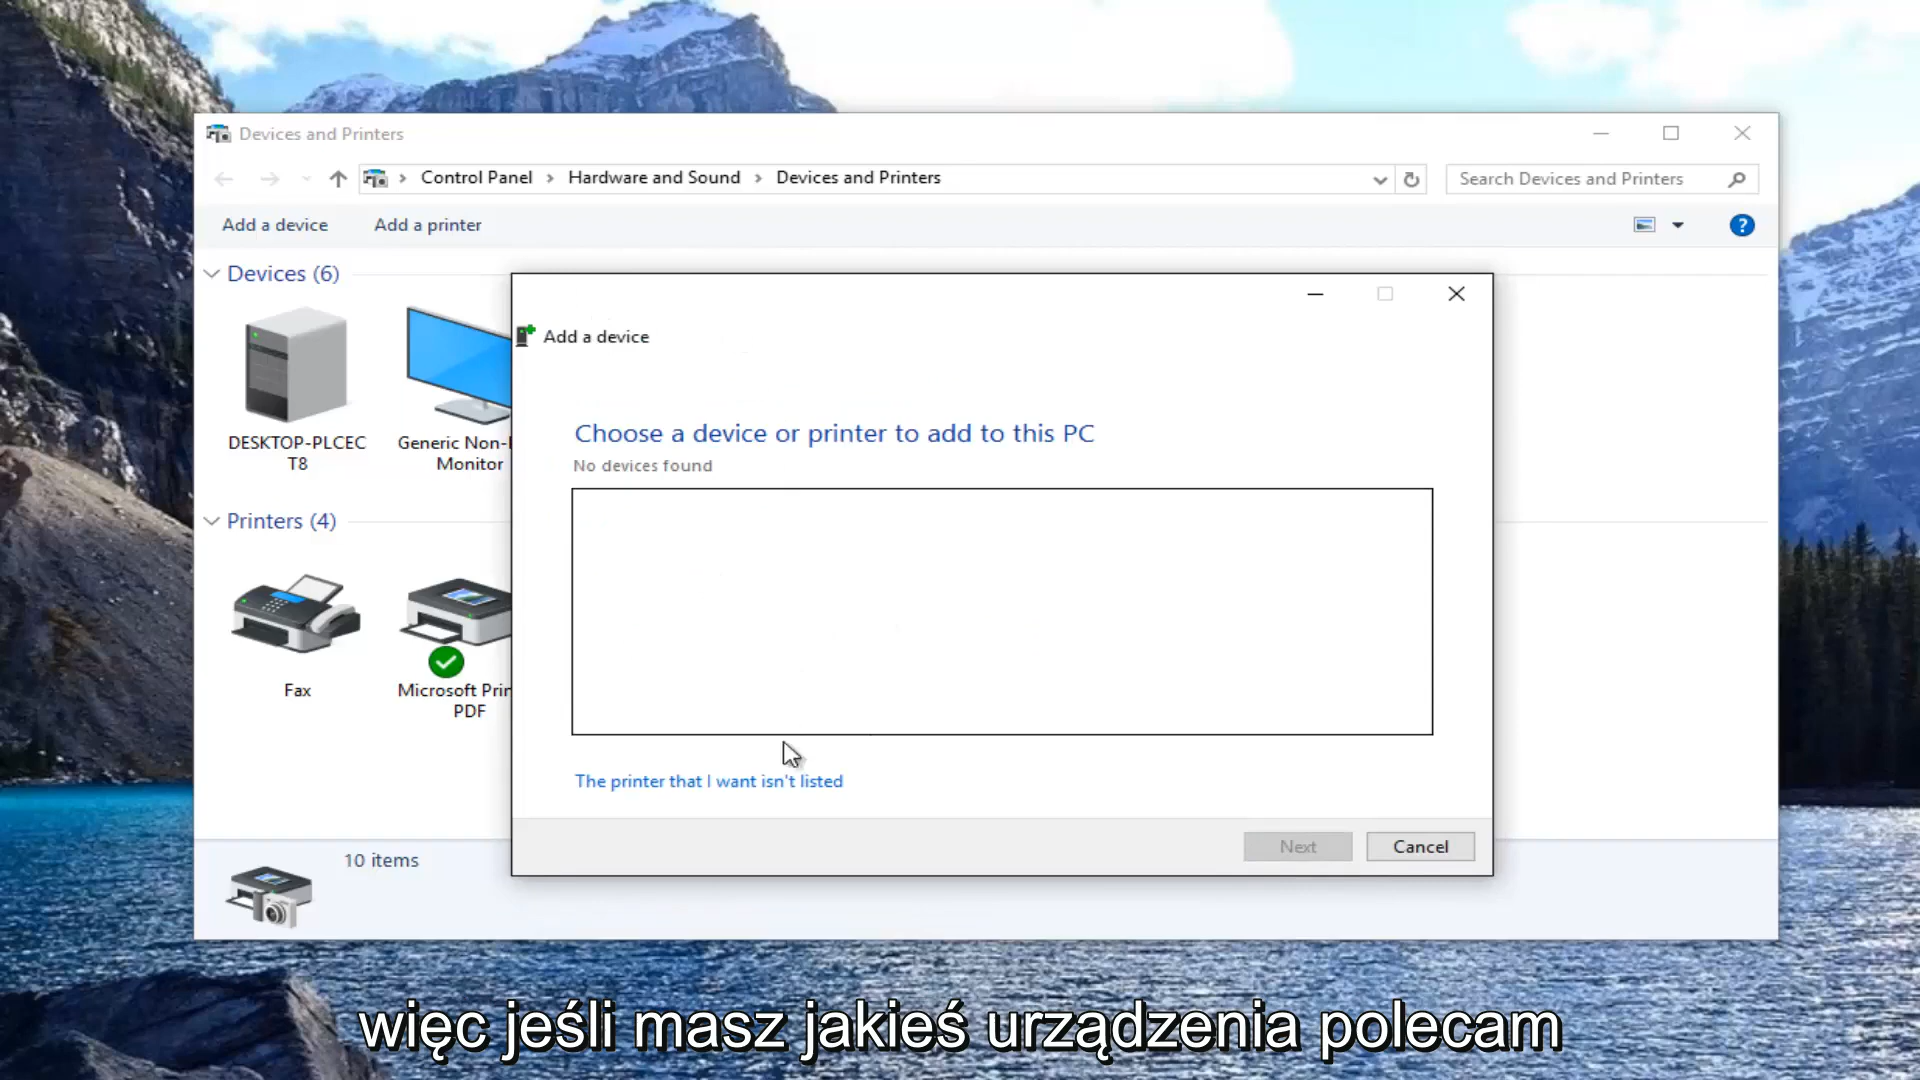 Devices and Printers
Control Panel
Hardware and Sound
Devices and Printers
Search Devices and Printers
Add a device
Add a printer
?
Devices (6)
DESKTOP-PLCEC
T8
Generic Non-
Monitor
Printers (4)
Fax
Microsoft Prin
PDF
Add a device
Choose a device or printer to add to this PC
No devices found
The printer that I want isn't listed
Next
Cancel
10 items
więc jeśli masz jakieś urządzenia polecam